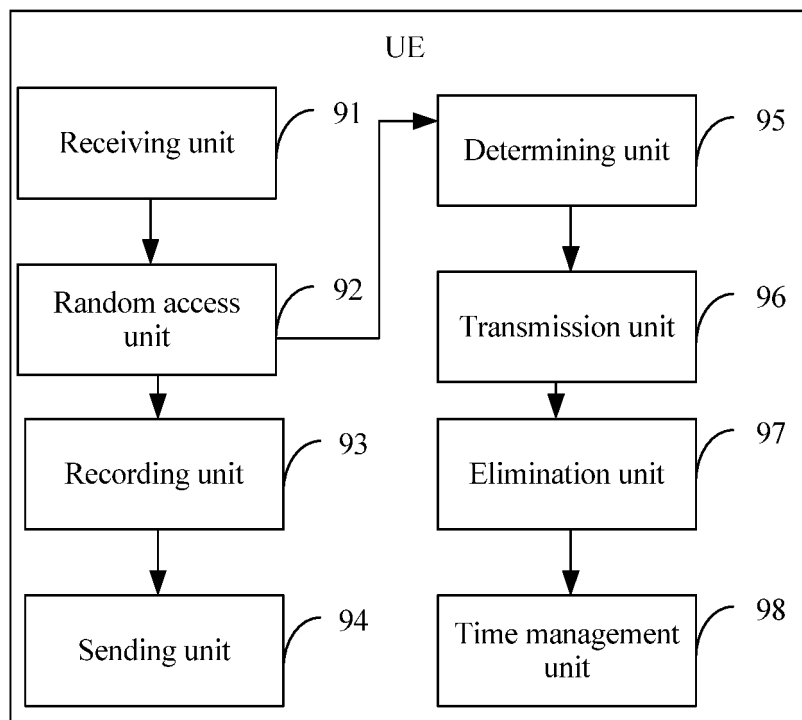 UE
Receiving unit
91
Random access
unit
92
Recording unit
93
Sending unit
94
Determining unit
95
Transmission unit
96
Elimination unit
97
Time management
unit
98